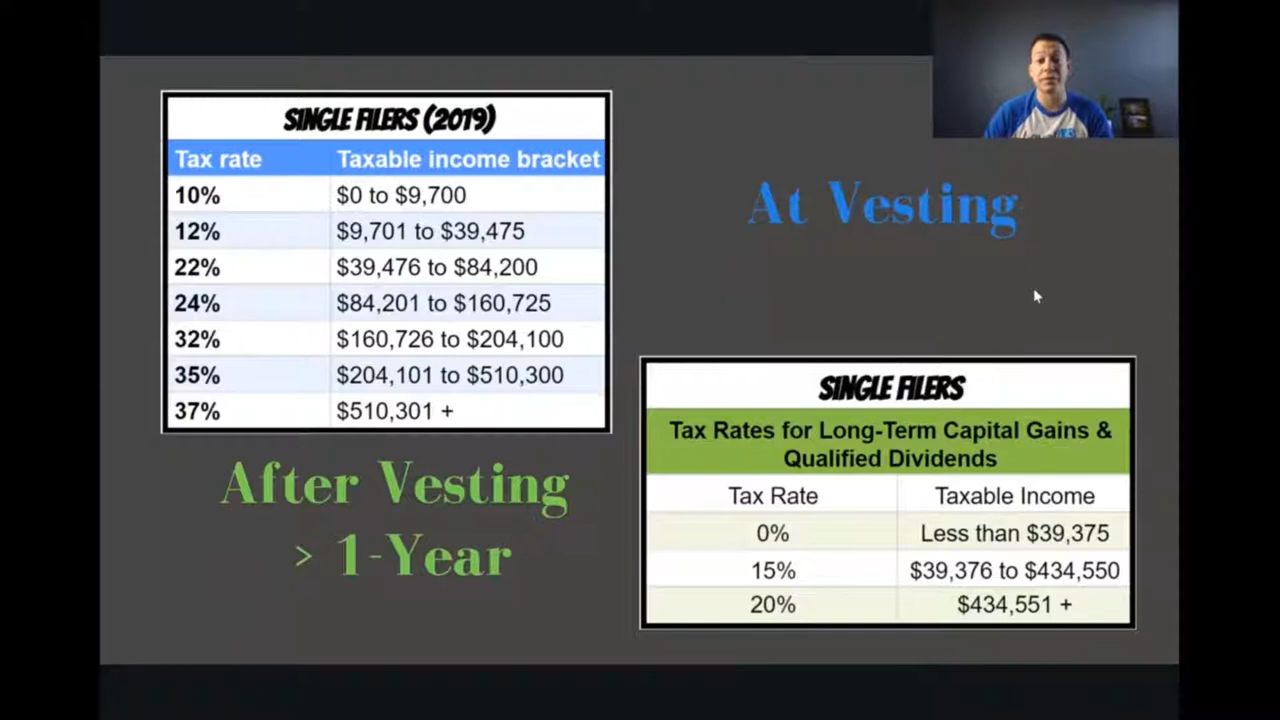 SINGLE FILERS (2019)
Tax rate Taxable income bracket
10% $0 to $9,700
12% $9,701 to $39,475
22% $39,476 to $84,200
24% $84,201 to $160,725
32% $160,726 to $204,100
35% $204,101 to $510,300
37% $510,301 +
At Vesting
After Vesting
> 1-Year
SINGLE FILERS
Tax Rates for Long-Term Capital Gains &
Qualified Dividends
Tax Rate Taxable Income
0% Less than $39,375
15% $39,376 to $434,550
20% $434,551 +